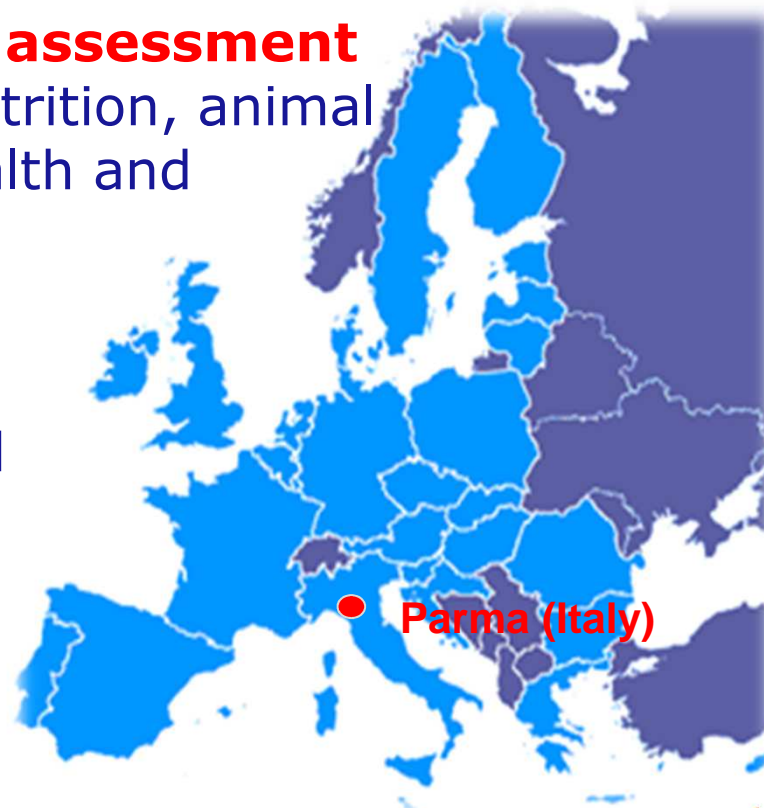 assessment
trition, animal
lth and
Parma (Italy)